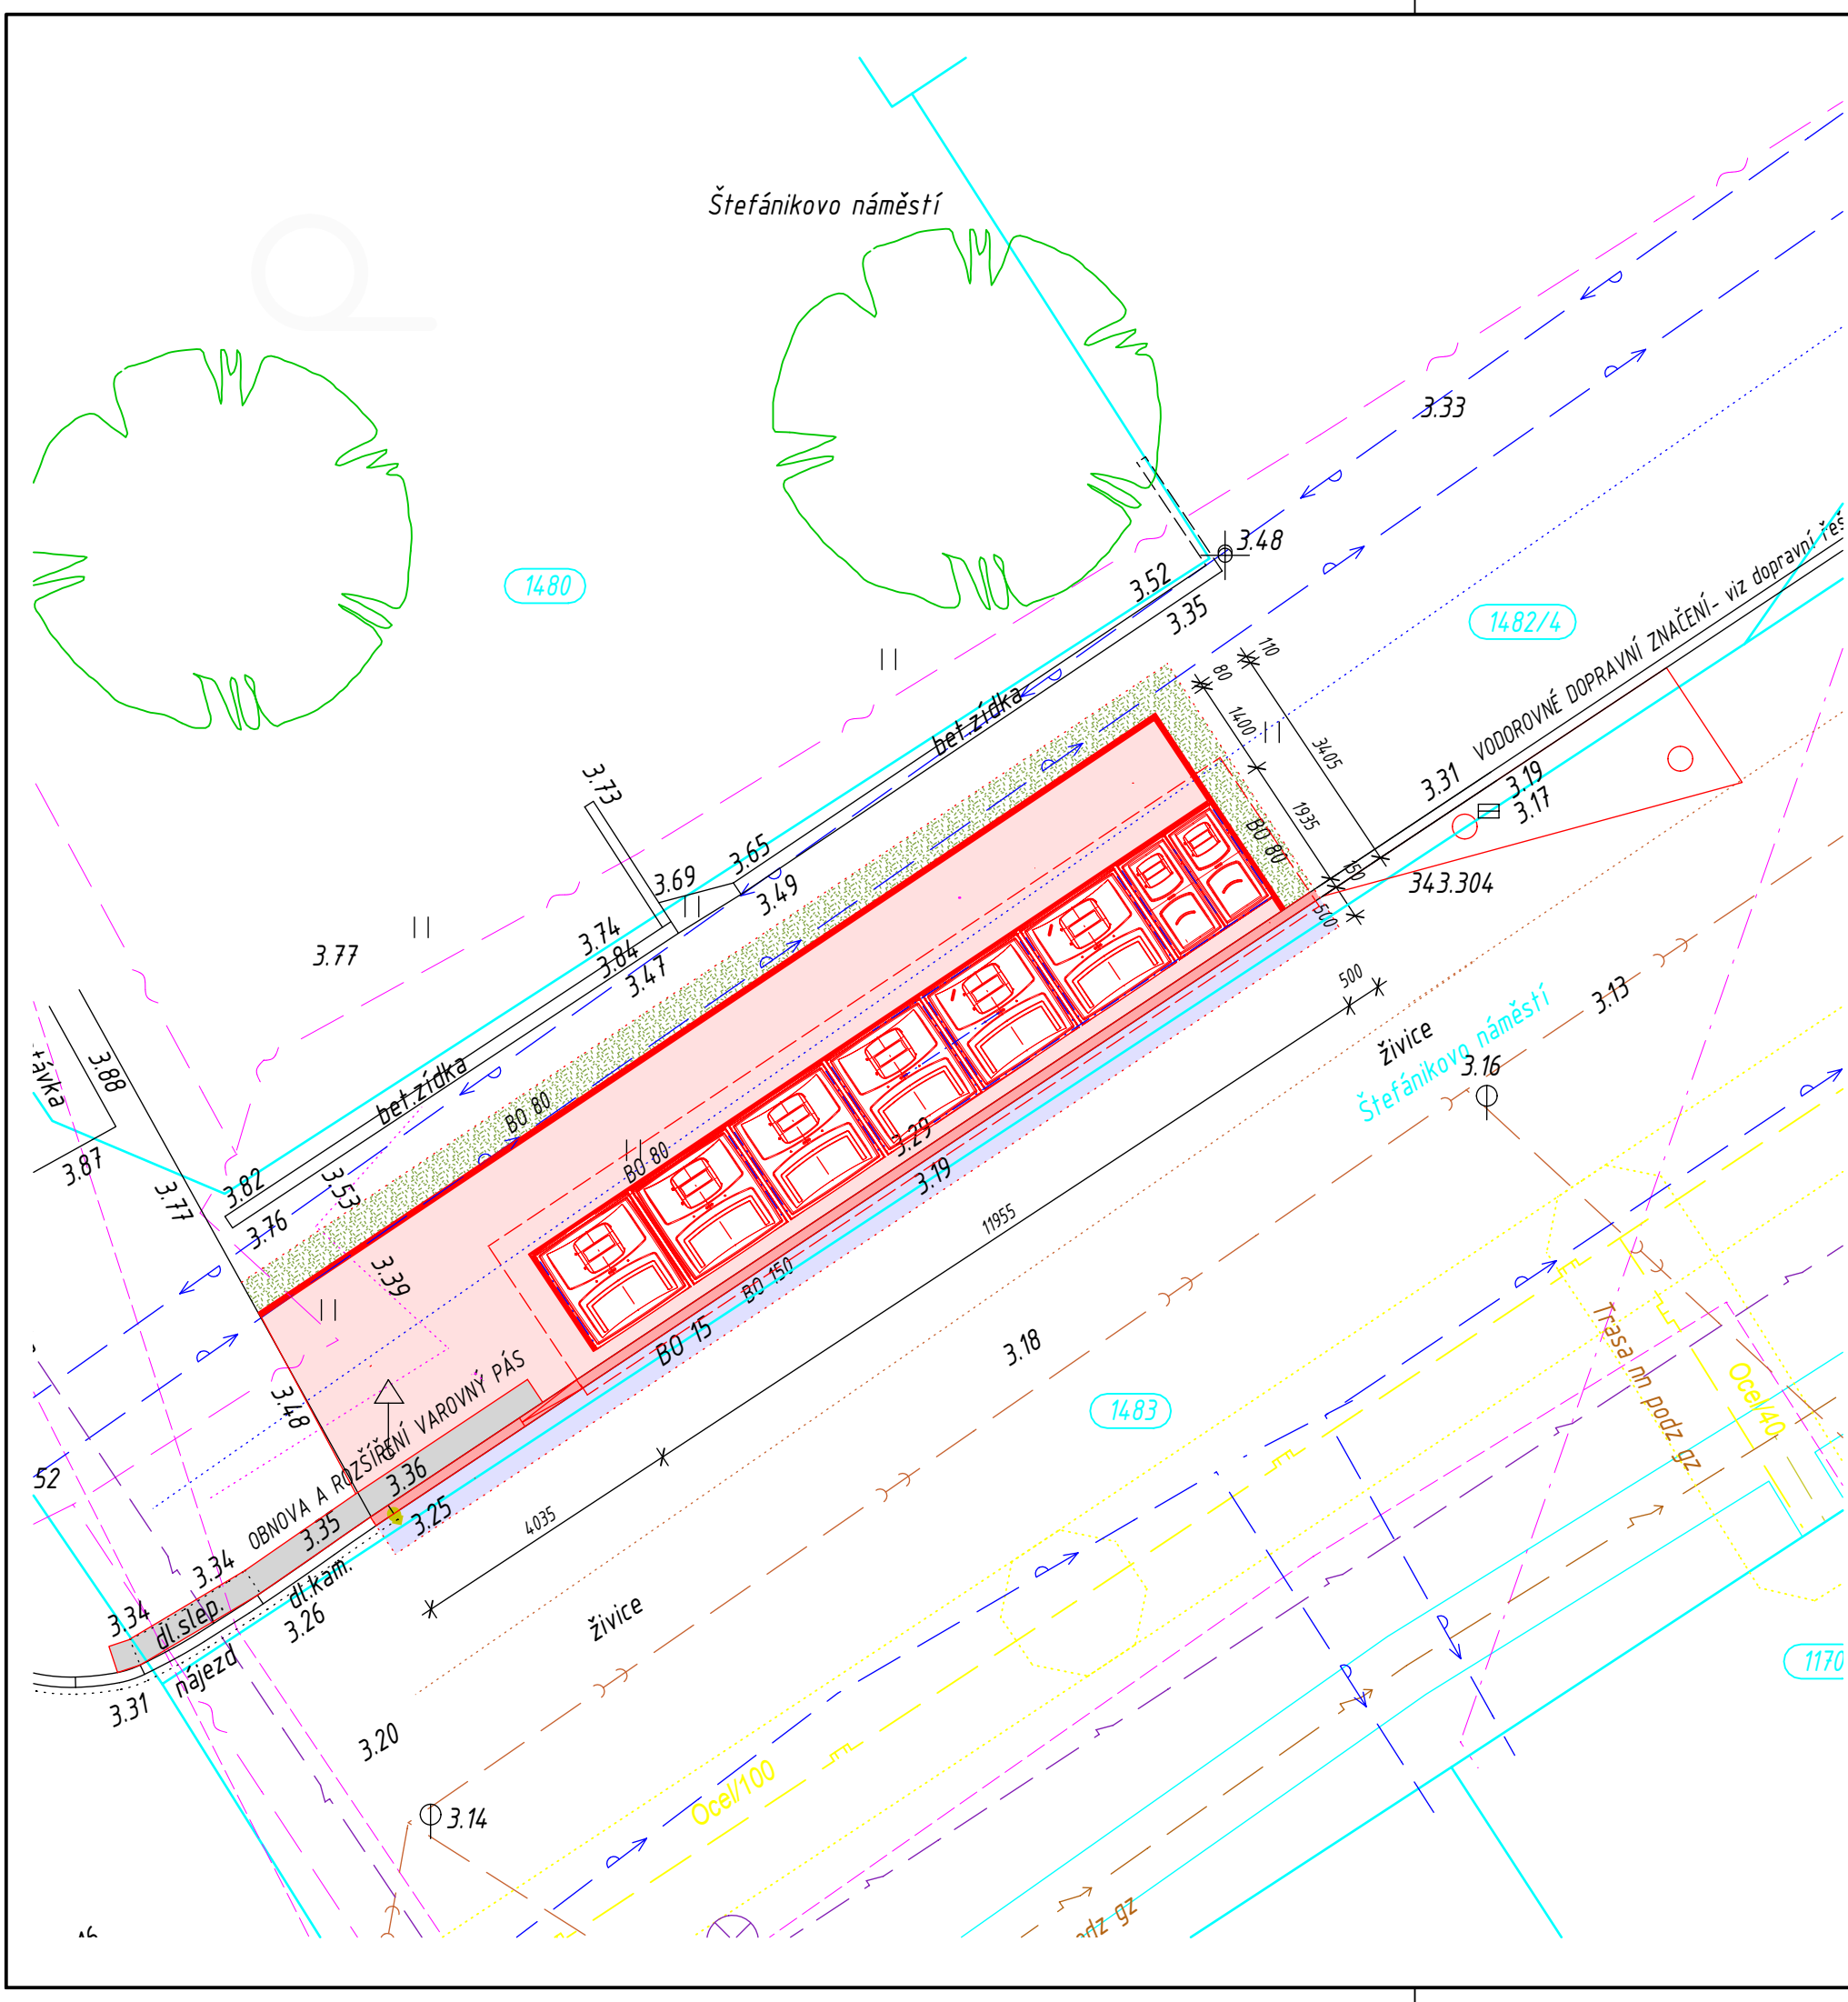 Štefánikovo náměstí
3.33
3.48
3.52
3.35
1480
1482/4
VODOROVNÉ DOPRAVNÍ ZNAČENÍ- viz dopravní
110
80
1400
3405
1935
150
500
bet.zídka
3.31
3.19
3.17
343.304
BO 80
3.73
3.65
3.69
3.49
3.74
3.84
3.47
3.77
500
3.13
živice
Štefánikovo náměstí
3.16
3.88
3.87
bet.zídka
BO 80
BO 80
3.77
3.82
3.53
3.76
3.39
3.29
3.19
11955
BO 150
BO 15
3.18
1483
Trasa nn podz gz
Ocel/40
3.48
52
OBNOVA A ROZŠÍŘENÍ VAROVNÝ PÁS
3.36
3.35
3.25
4035
3.34
3.34
dl.slep.
dl.kam.
3.26
nájezd
3.31
živice
3.20
3.14
Ocel/100
1170